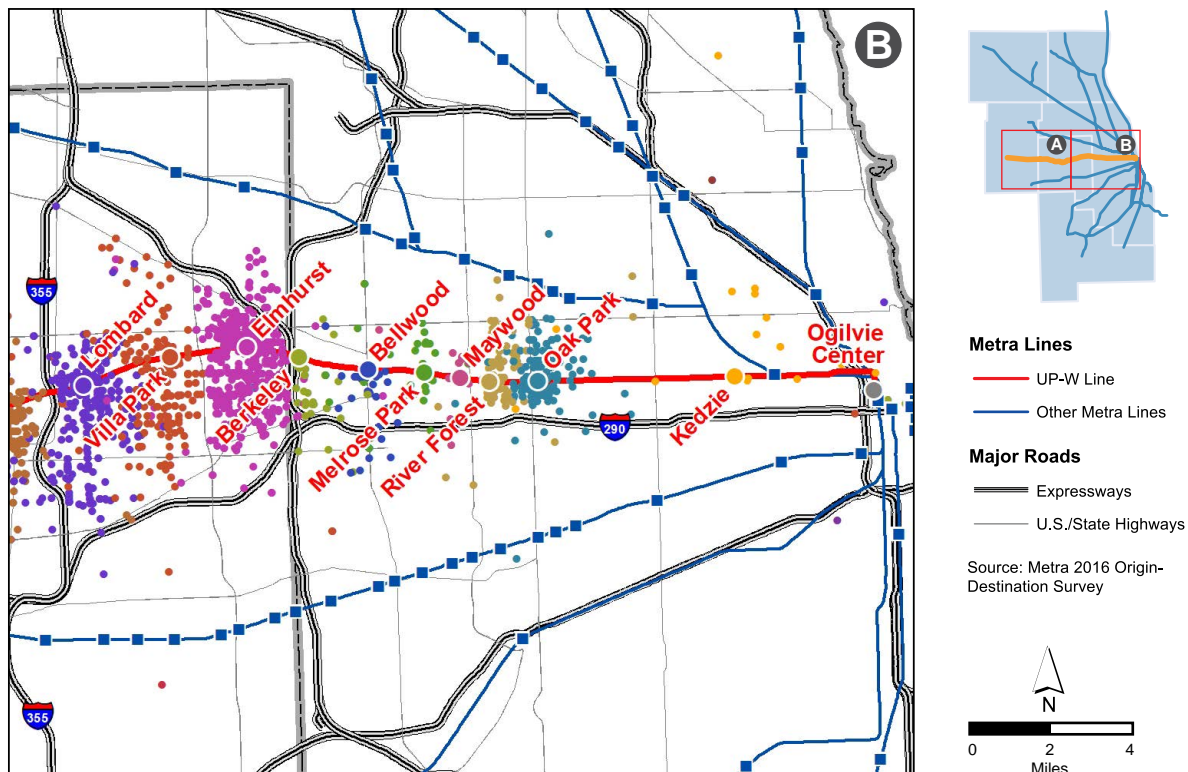 B
355
Lombard
Villa Park
Elmhurst
Berkeley
Bellwood
Melrose Park
Maywood
River Forest
Oak Park
290
Kedzie
Ogilvie
Center
355
A
B
Metra Lines
UP-W Line
Other Metra Lines
Major Roads
Expressways
U.S./State Highways
Source: Metra 2016 Origin-
Destination Survey
N
0 2 4
Miles